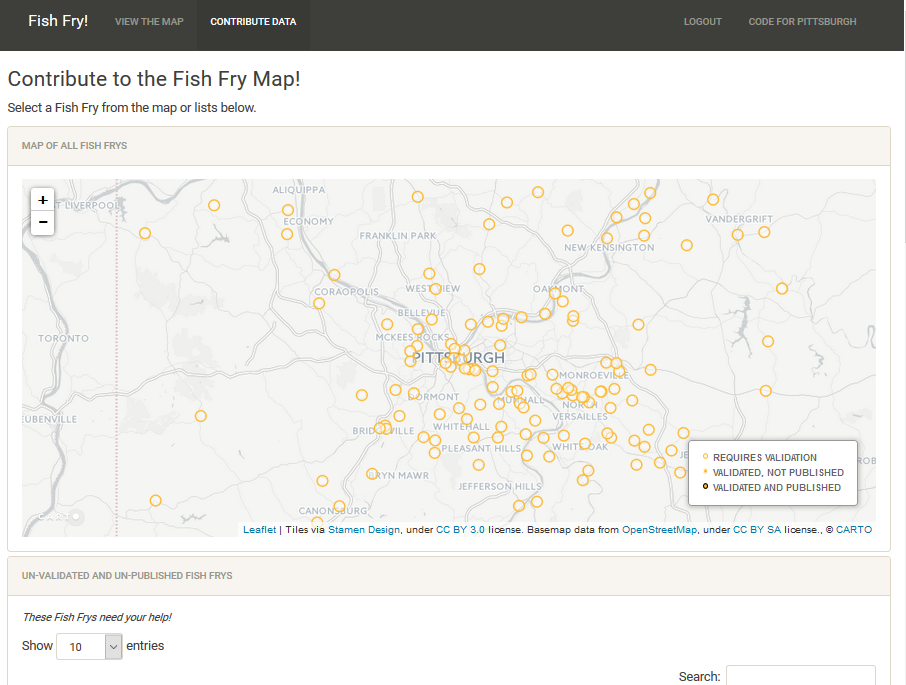 Fish Fry! VIEW THE MAP CONTRIBUTE DATA LOGOUT CODE FOR PITTSBURGH
Contribute to the Fish Fry Map!
Select a Fish Fry from the map or lists below.
MAP OF ALL FISH FRYS
+
−
ALIQUIPPA
LIVERPOOL
ECONOMY
VANDERGRIFT
FRANKLIN PARK
NEW KENSINGTON
CORAOPOLIS
WEST VIEW
OAKMONT
BELLEVUE
TORONTO
MCKEES ROCKS
PITTSBURGH
MONROEVILLE
DORMONT
MUNHALL
NORTH
VERSAILLES
UBENVILLE
BRIDGEVILLE
WHITEHALL
PLEASANT HILLS
WHITE OAK
JE
BRYN MAWR
JEFFERSON HILLS
CANONSBURG
REQUIRES VALIDATION
VALIDATED, NOT PUBLISHED
VALIDATED AND PUBLISHED
Leaflet | Tiles via Stamen Design, under CC BY 3.0 license. Basemap data from OpenStreetMap, under CC BY SA license., © CARTO
UN-VALIDATED AND UN-PUBLISHED FISH FRYS
These Fish Frys need your help!
Show 10 entries
Search: